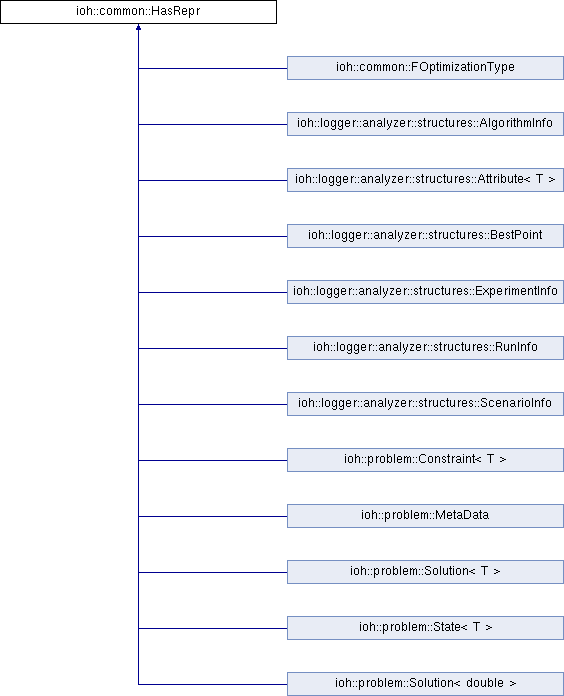 ioh::common::HasRepr
ioh::common::FOptimizationType
ioh::logger::analyzer::structures::AlgorithmInfo
ioh::logger::analyzer::structures::Attribute< T >
ioh::logger::analyzer::structures::BestPoint
ioh::logger::analyzer::structures::ExperimentInfo
ioh::logger::analyzer::structures::RunInfo
ioh::logger::analyzer::structures::ScenarioInfo
ioh::problem::Constraint< T >
ioh::problem::MetaData
ioh::problem::Solution< T >
ioh::problem::State< T >
ioh::problem::Solution< double >